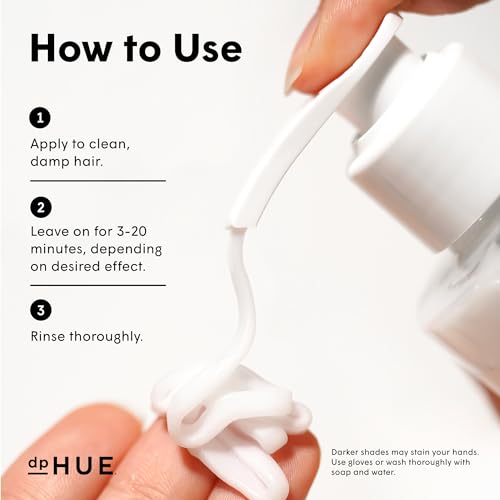 How to Use
1
Apply to clean,
damp hair.
2
Leave on for 3-20
minutes, depending
on desired effect.
3
Rinse thoroughly.
dpHUE
Darker shades may stain your hands.
Use gloves or wash thoroughly with
soap and water.